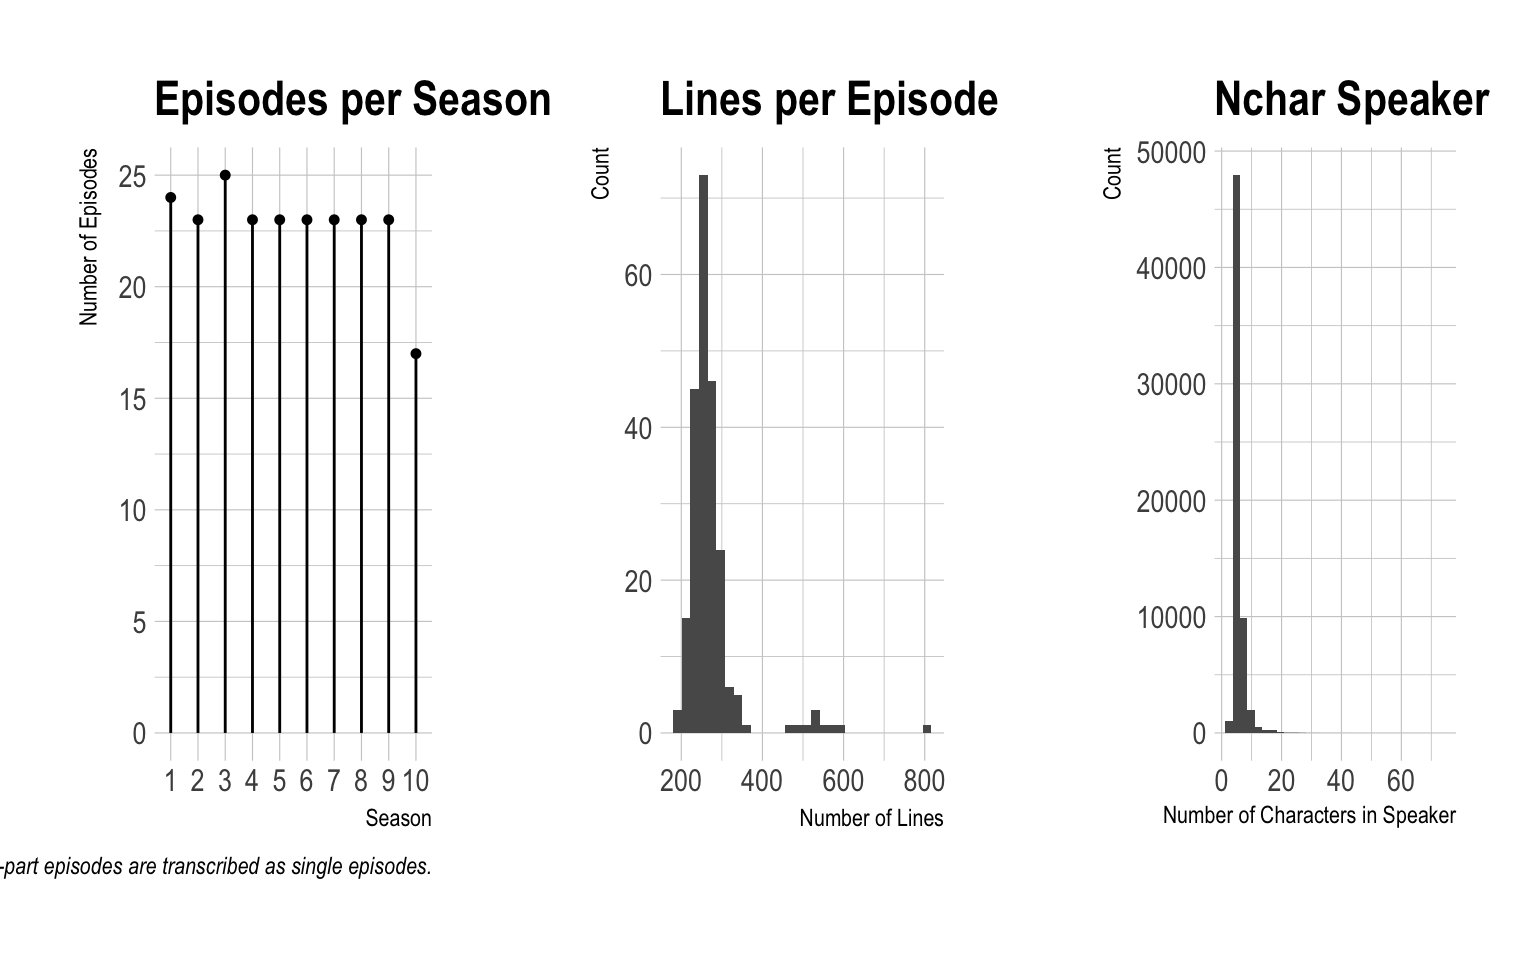 Episodes per Season
Number of Episodes
25
20
15
10
5
0
1 2 3 4 5 6 7 8 9 10
Season
-part episodes are transcribed as single episodes.
Lines per Episode
Count
60
40
20
0
200 400 600 800
Number of Lines
Nchar Speaker
Count
50000
40000
30000
20000
10000
0
0 20 40 60
Number of Characters in Speaker